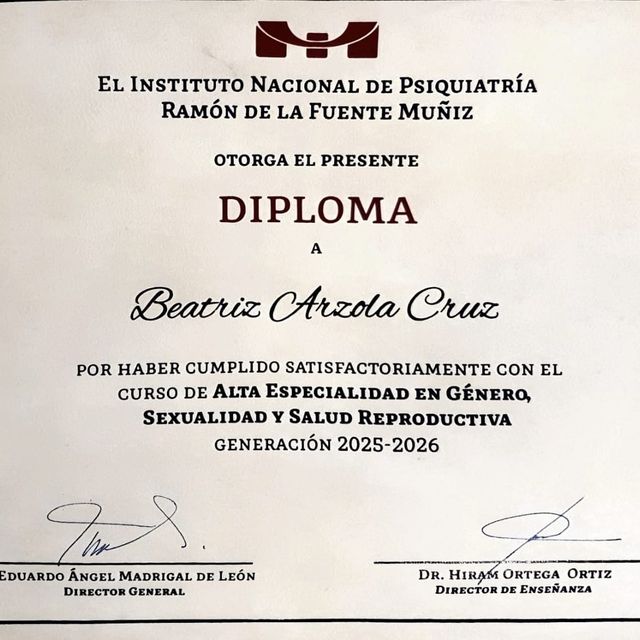 El Instituto Nacional de Psiquiatría
Ramón de la Fuente Muñiz
otorga el presente
DIPLOMA
a
Beatriz Arzola Cruz
por haber cumplido satisfactoriamente con el
curso de Alta Especialidad en Género,
Sexualidad y Salud Reproductiva
generación 2025-2026
Eduardo Ángel Madrigal de León
Director General
Dr. Hiram Ortega Ortiz
Director de Enseñanza